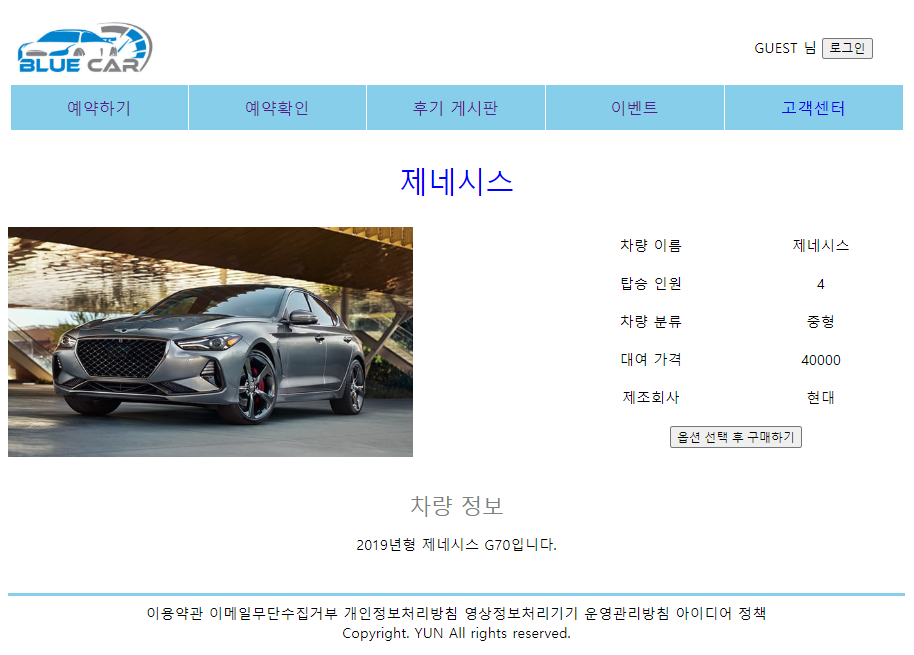 BLUE CAR
GUEST 님 로그인
예약하기 예약확인 후기 게시판 이벤트 고객센터
제네시스
차량 이름 제네시스
탑승 인원 4
차량 분류 중형
대여 가격 40000
제조회사 현대
옵션 선택 후 구매하기
차량 정보
2019년형 제네시스 G70입니다.
이용약관 이메일무단수집거부 개인정보처리방침 영상정보처리기기 운영관리방침 아이디어 정책
Copyright. YUN All rights reserved.